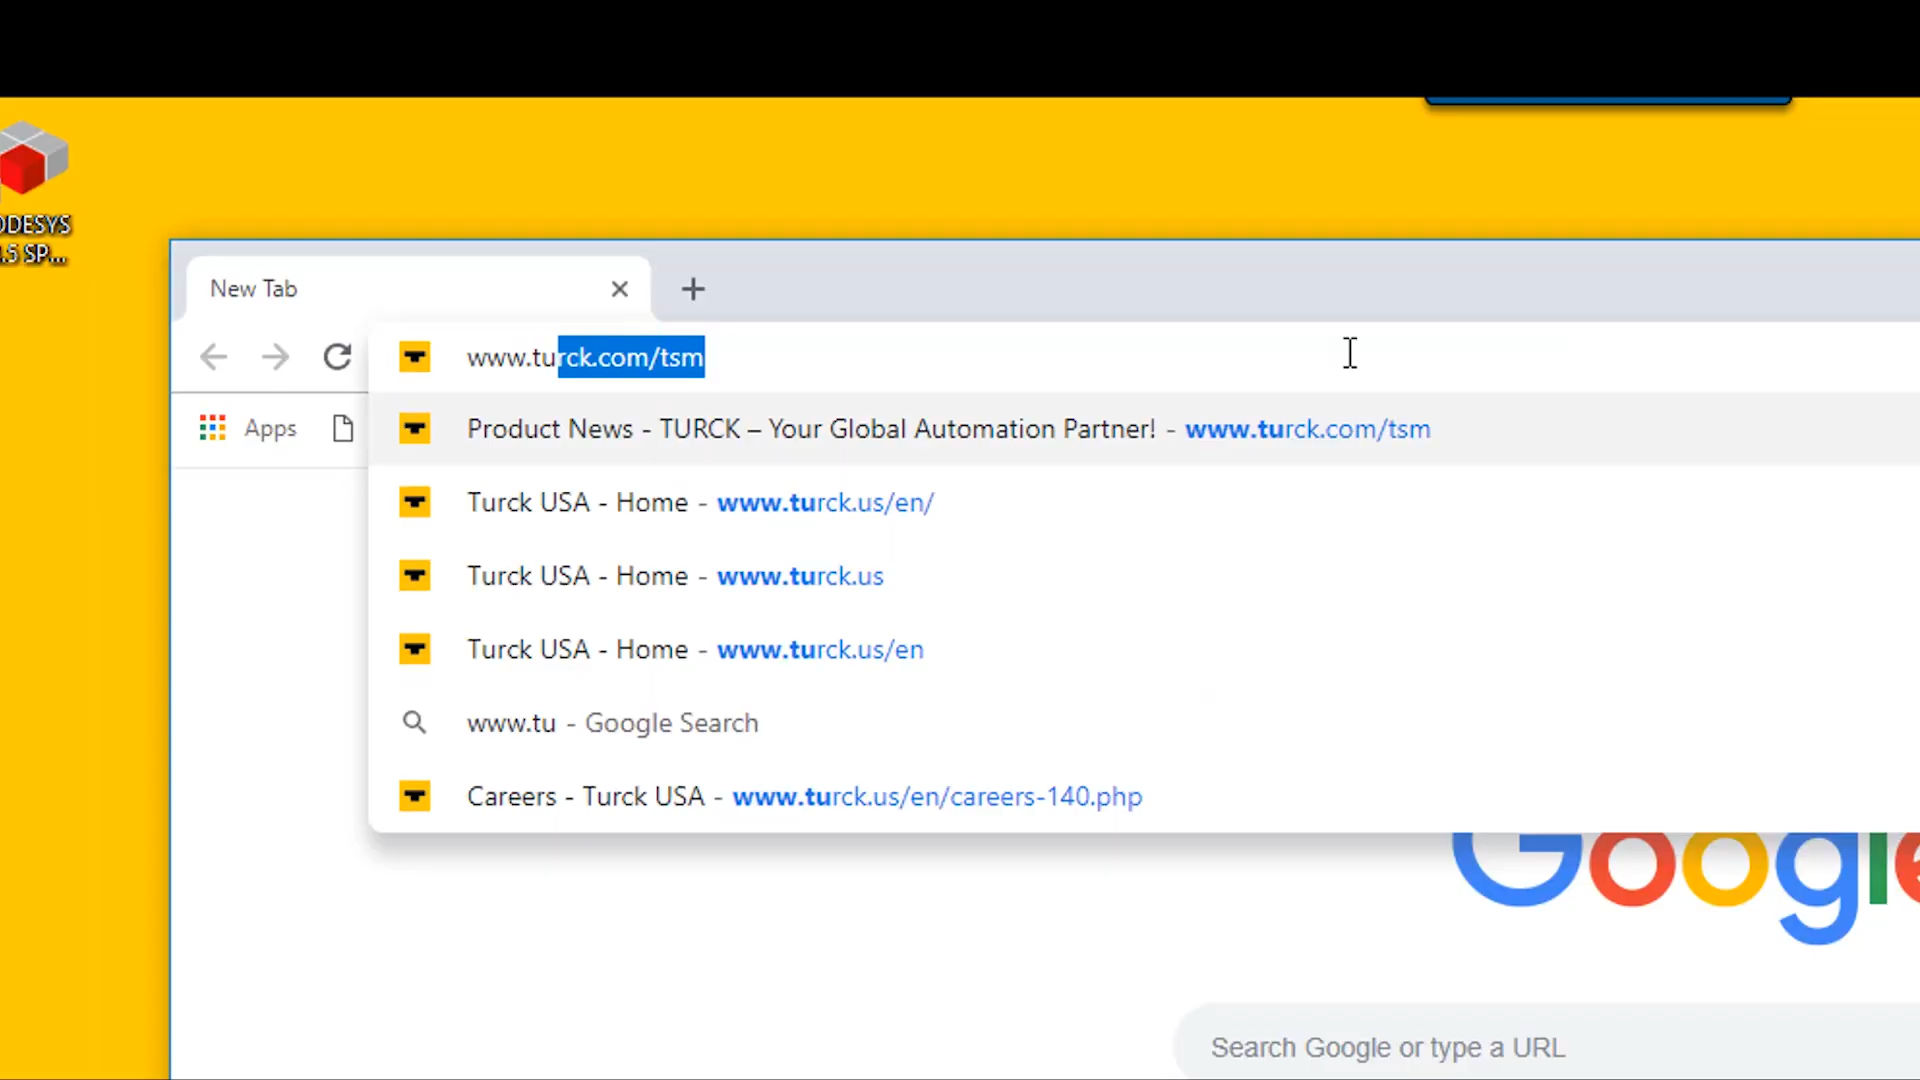 ODESYS
.5 SP...
New Tab
www.turck.com/tsm
Apps
Product News - TURCK – Your Global Automation Partner! - www.turck.com/tsm
Turck USA - Home - www.turck.us/en/
Turck USA - Home - www.turck.us
Turck USA - Home - www.turck.us/en
www.tu - Google Search
Careers - Turck USA - www.turck.us/en/careers-140.php
Google
Search Google or type a URL